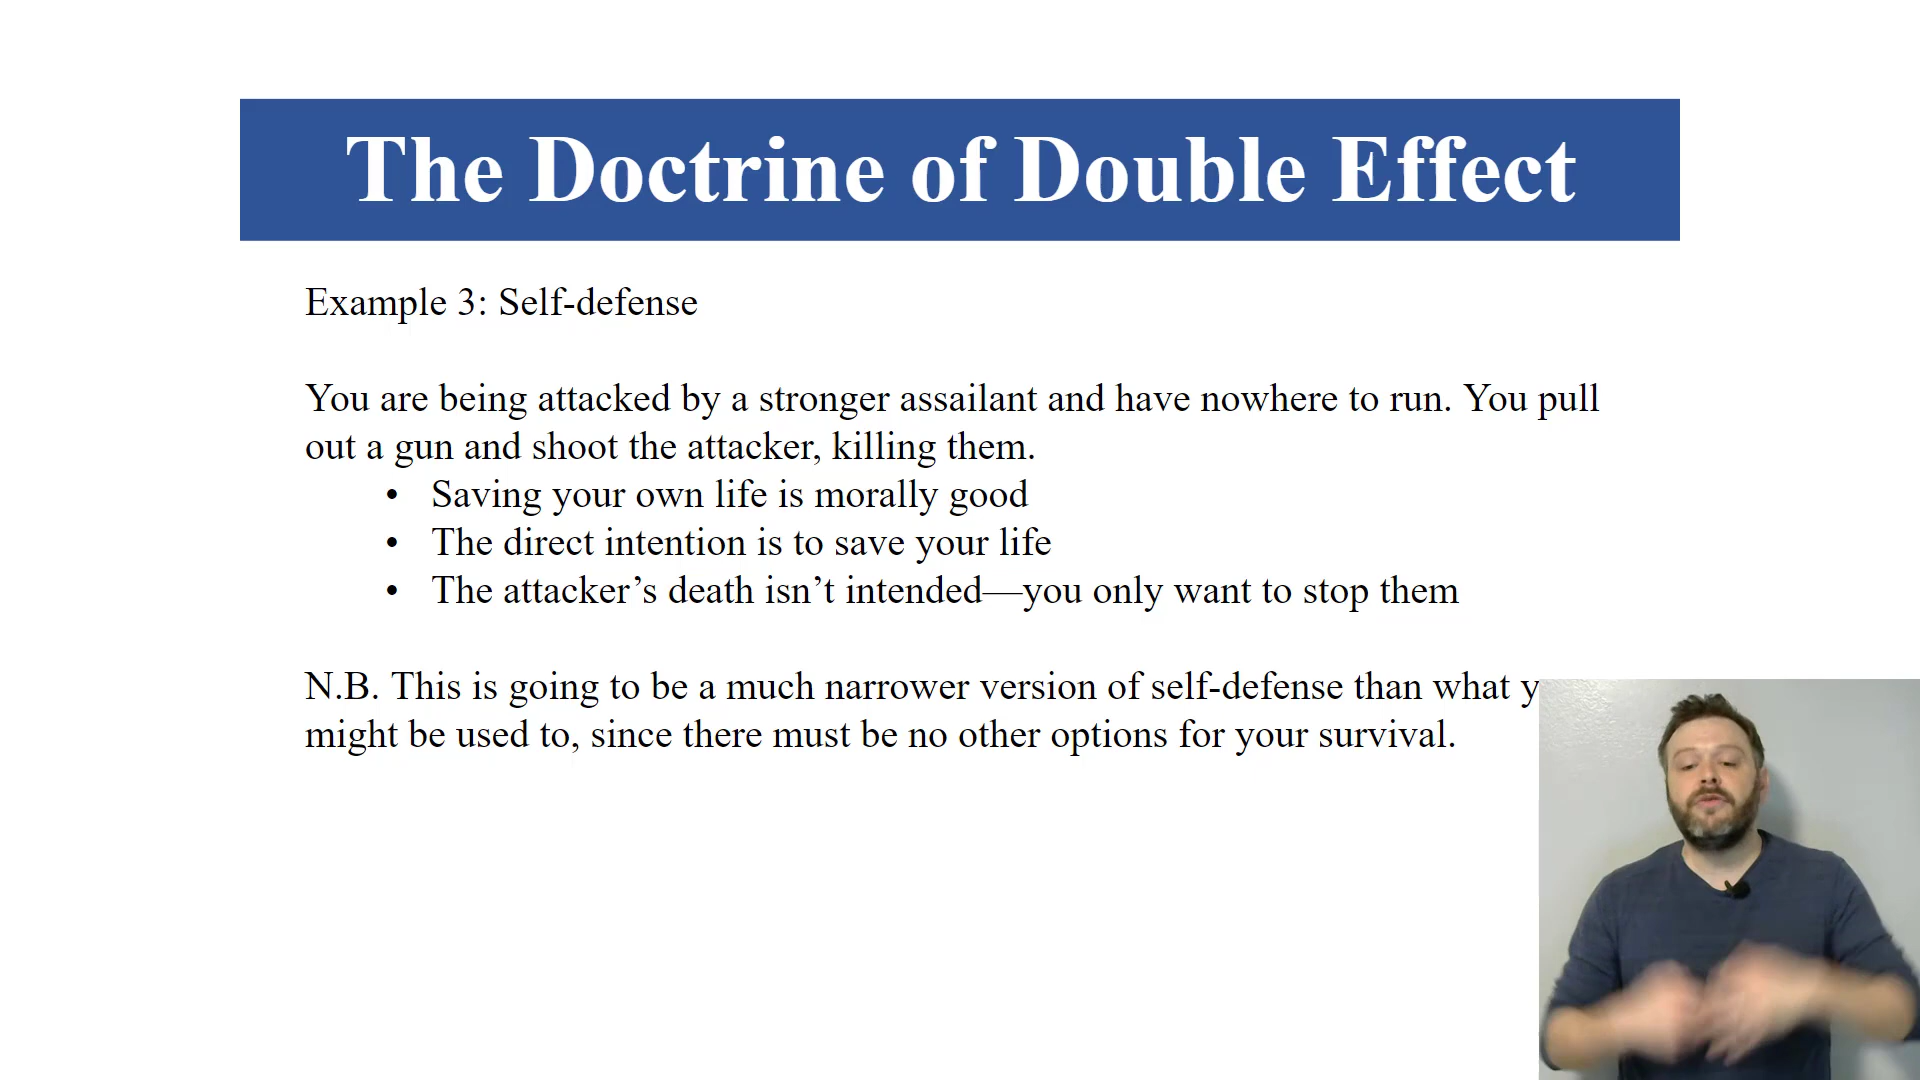 The Doctrine of Double Effect
Example 3: Self-defense
You are being attacked by a stronger assailant and have nowhere to run. You pull
out a gun and shoot the attacker, killing them.
• Saving your own life is morally good
• The direct intention is to save your life
• The attacker’s death isn’t intended—you only want to stop them
N.B. This is going to be a much narrower version of self-defense than what
might be used to, since there must be no other options for your survival.